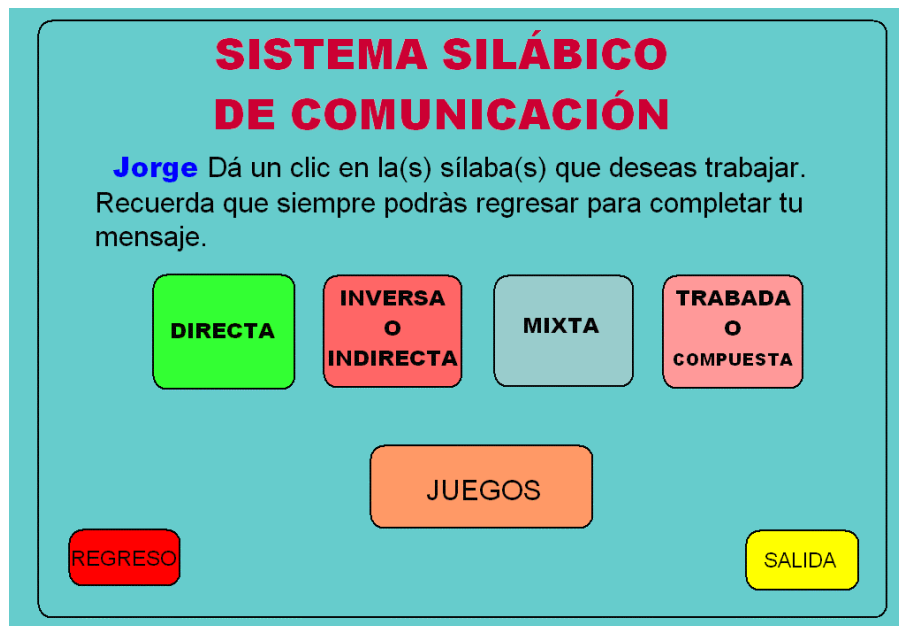 SISTEMA SILÁBICO
DE COMUNICACIÓN
Jorge Dá un clic en la(s) sílaba(s) que deseas trabajar.
Recuerda que siempre podràs regresar para completar tu
mensaje.
DIRECTA
INVERSA
O
INDIRECTA
MIXTA
TRABADA
O
COMPUESTA
JUEGOS
REGRESO
SALIDA